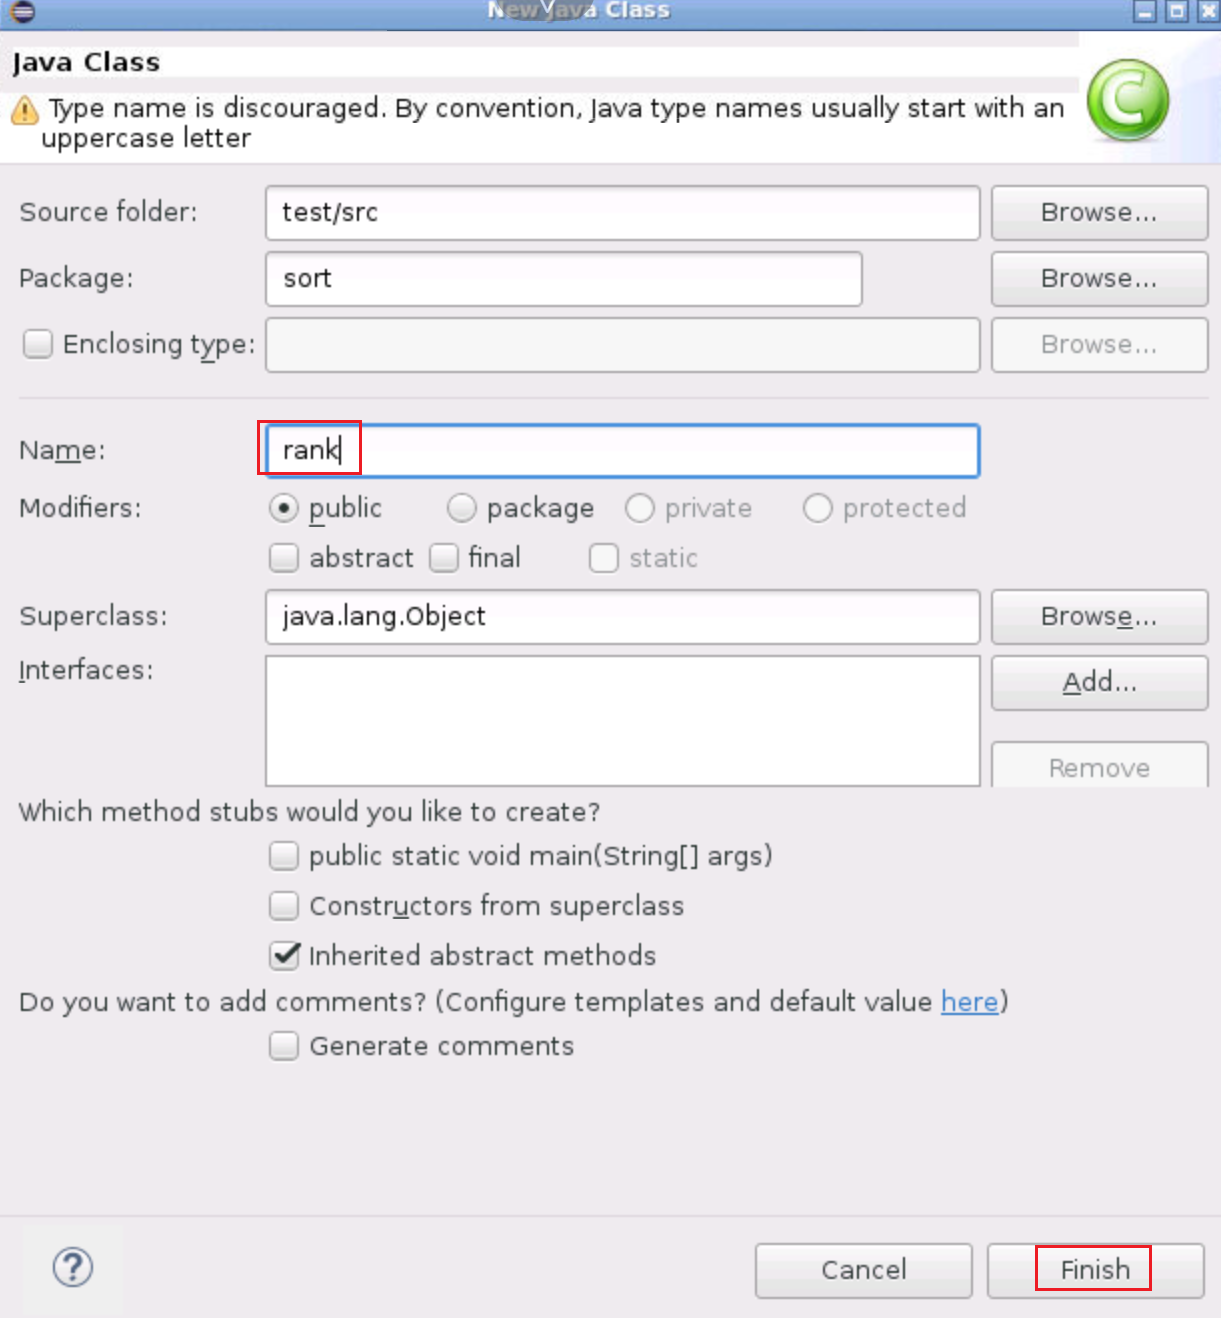 New Java Class
Java Class
Type name is discouraged. By convention, Java type names usually start with an
uppercase letter
Source folder: test/src Browse...
Package: sort Browse...
Enclosing type: Browse...
Name: rank
Modifiers: public package private protected
abstract final static
Superclass: java.lang.Object Browse...
Interfaces: Add...
Remove
Which method stubs would you like to create?
public static void main(String[] args)
Constructors from superclass
Inherited abstract methods
Do you want to add comments? (Configure templates and default value here)
Generate comments
? Cancel Finish